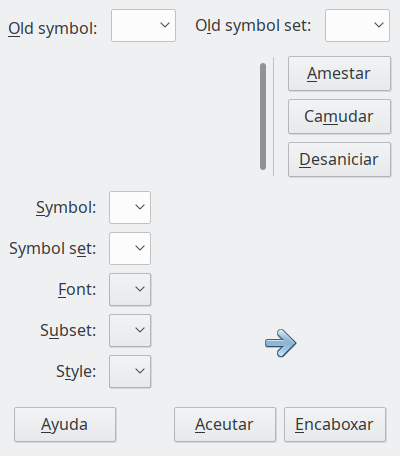 Old symbol:
Old symbol set:
Amestar
Camudar
Desaniciar
Symbol:
Symbol set:
Font:
Subset:
Style:
Ayuda
Aceutar
Encaboxar